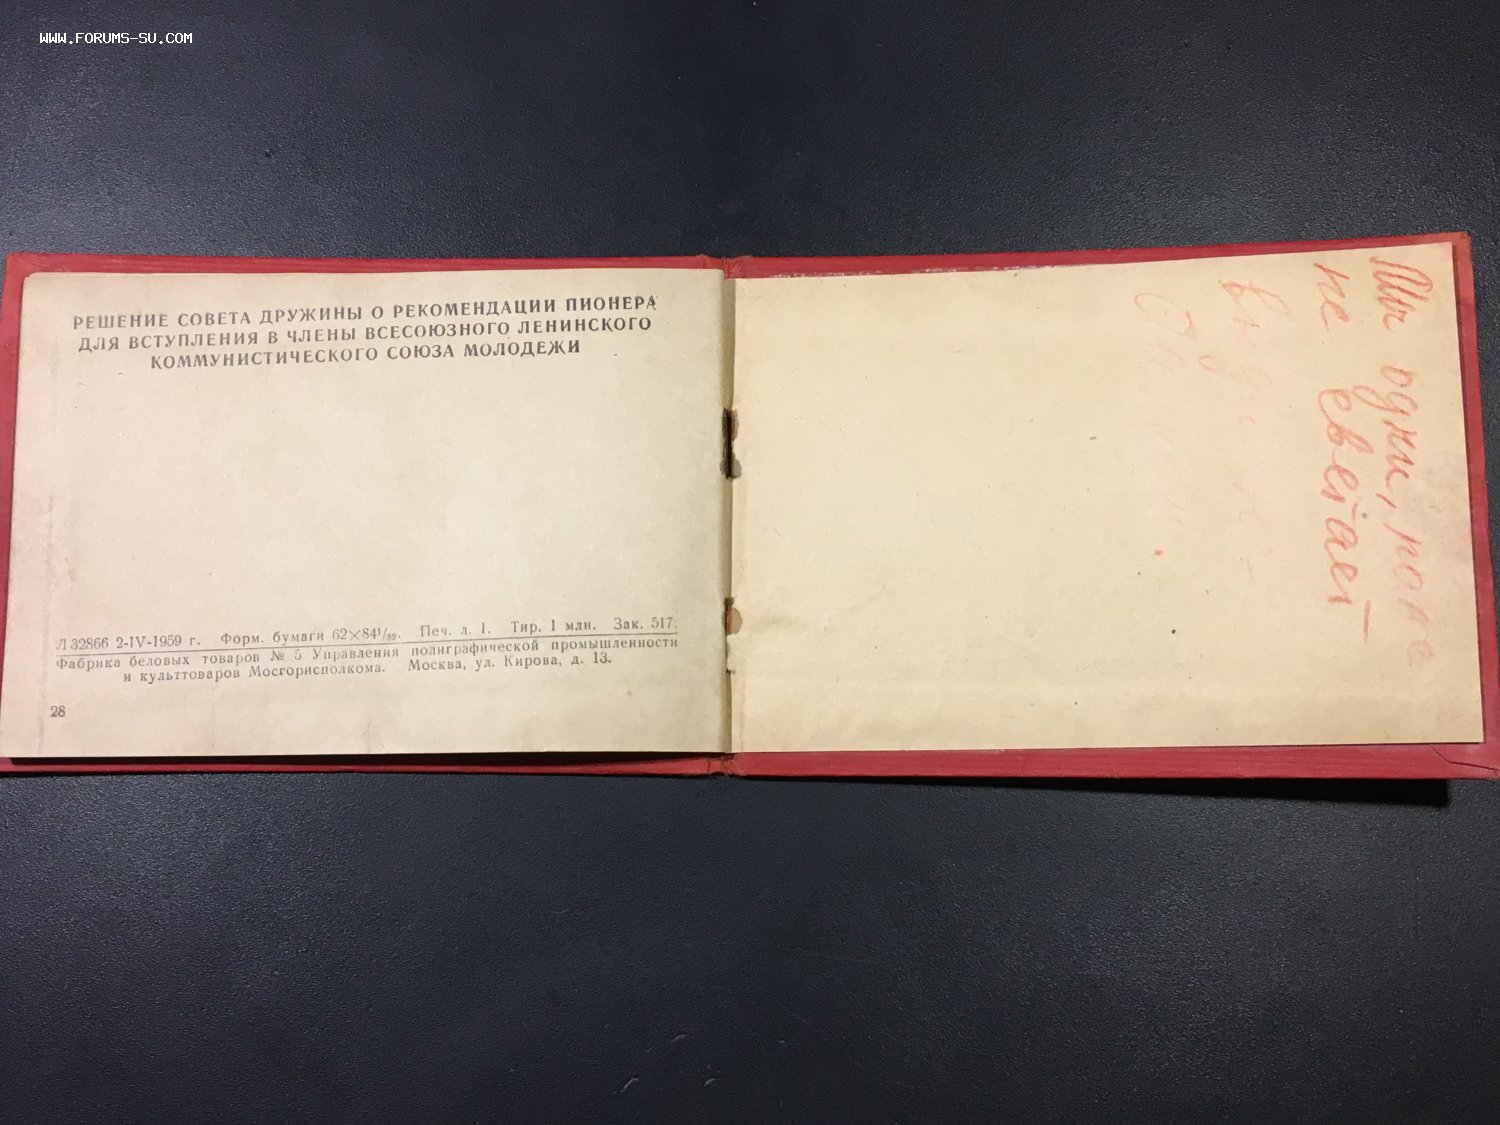 WWW.FORUMS-SU.COM
РЕШЕНИЕ СОВЕТА ДРУЖИНЫ О РЕКОМЕНДАЦИИ ПИОНЕРА
ДЛЯ ВСТУПЛЕНИЯ В ЧЛЕНЫ ВСЕСОЮЗНОГО ЛЕНИНСКОГО
КОММУНИСТИЧЕСКОГО СОЮЗА МОЛОДЕЖИ
Л 32866 2-IV-1959 г. Форм. бумаги 62×84¹/₃₂. Печ. л. 1. Тир. 1 млн. Зак. 517.
Фабрика беловых товаров № 5 Управления полиграфической промышленности
и культтоваров Мосгорисполкома. Москва, ул. Кирова, д. 13.
28
Мы одни, пока
не светает